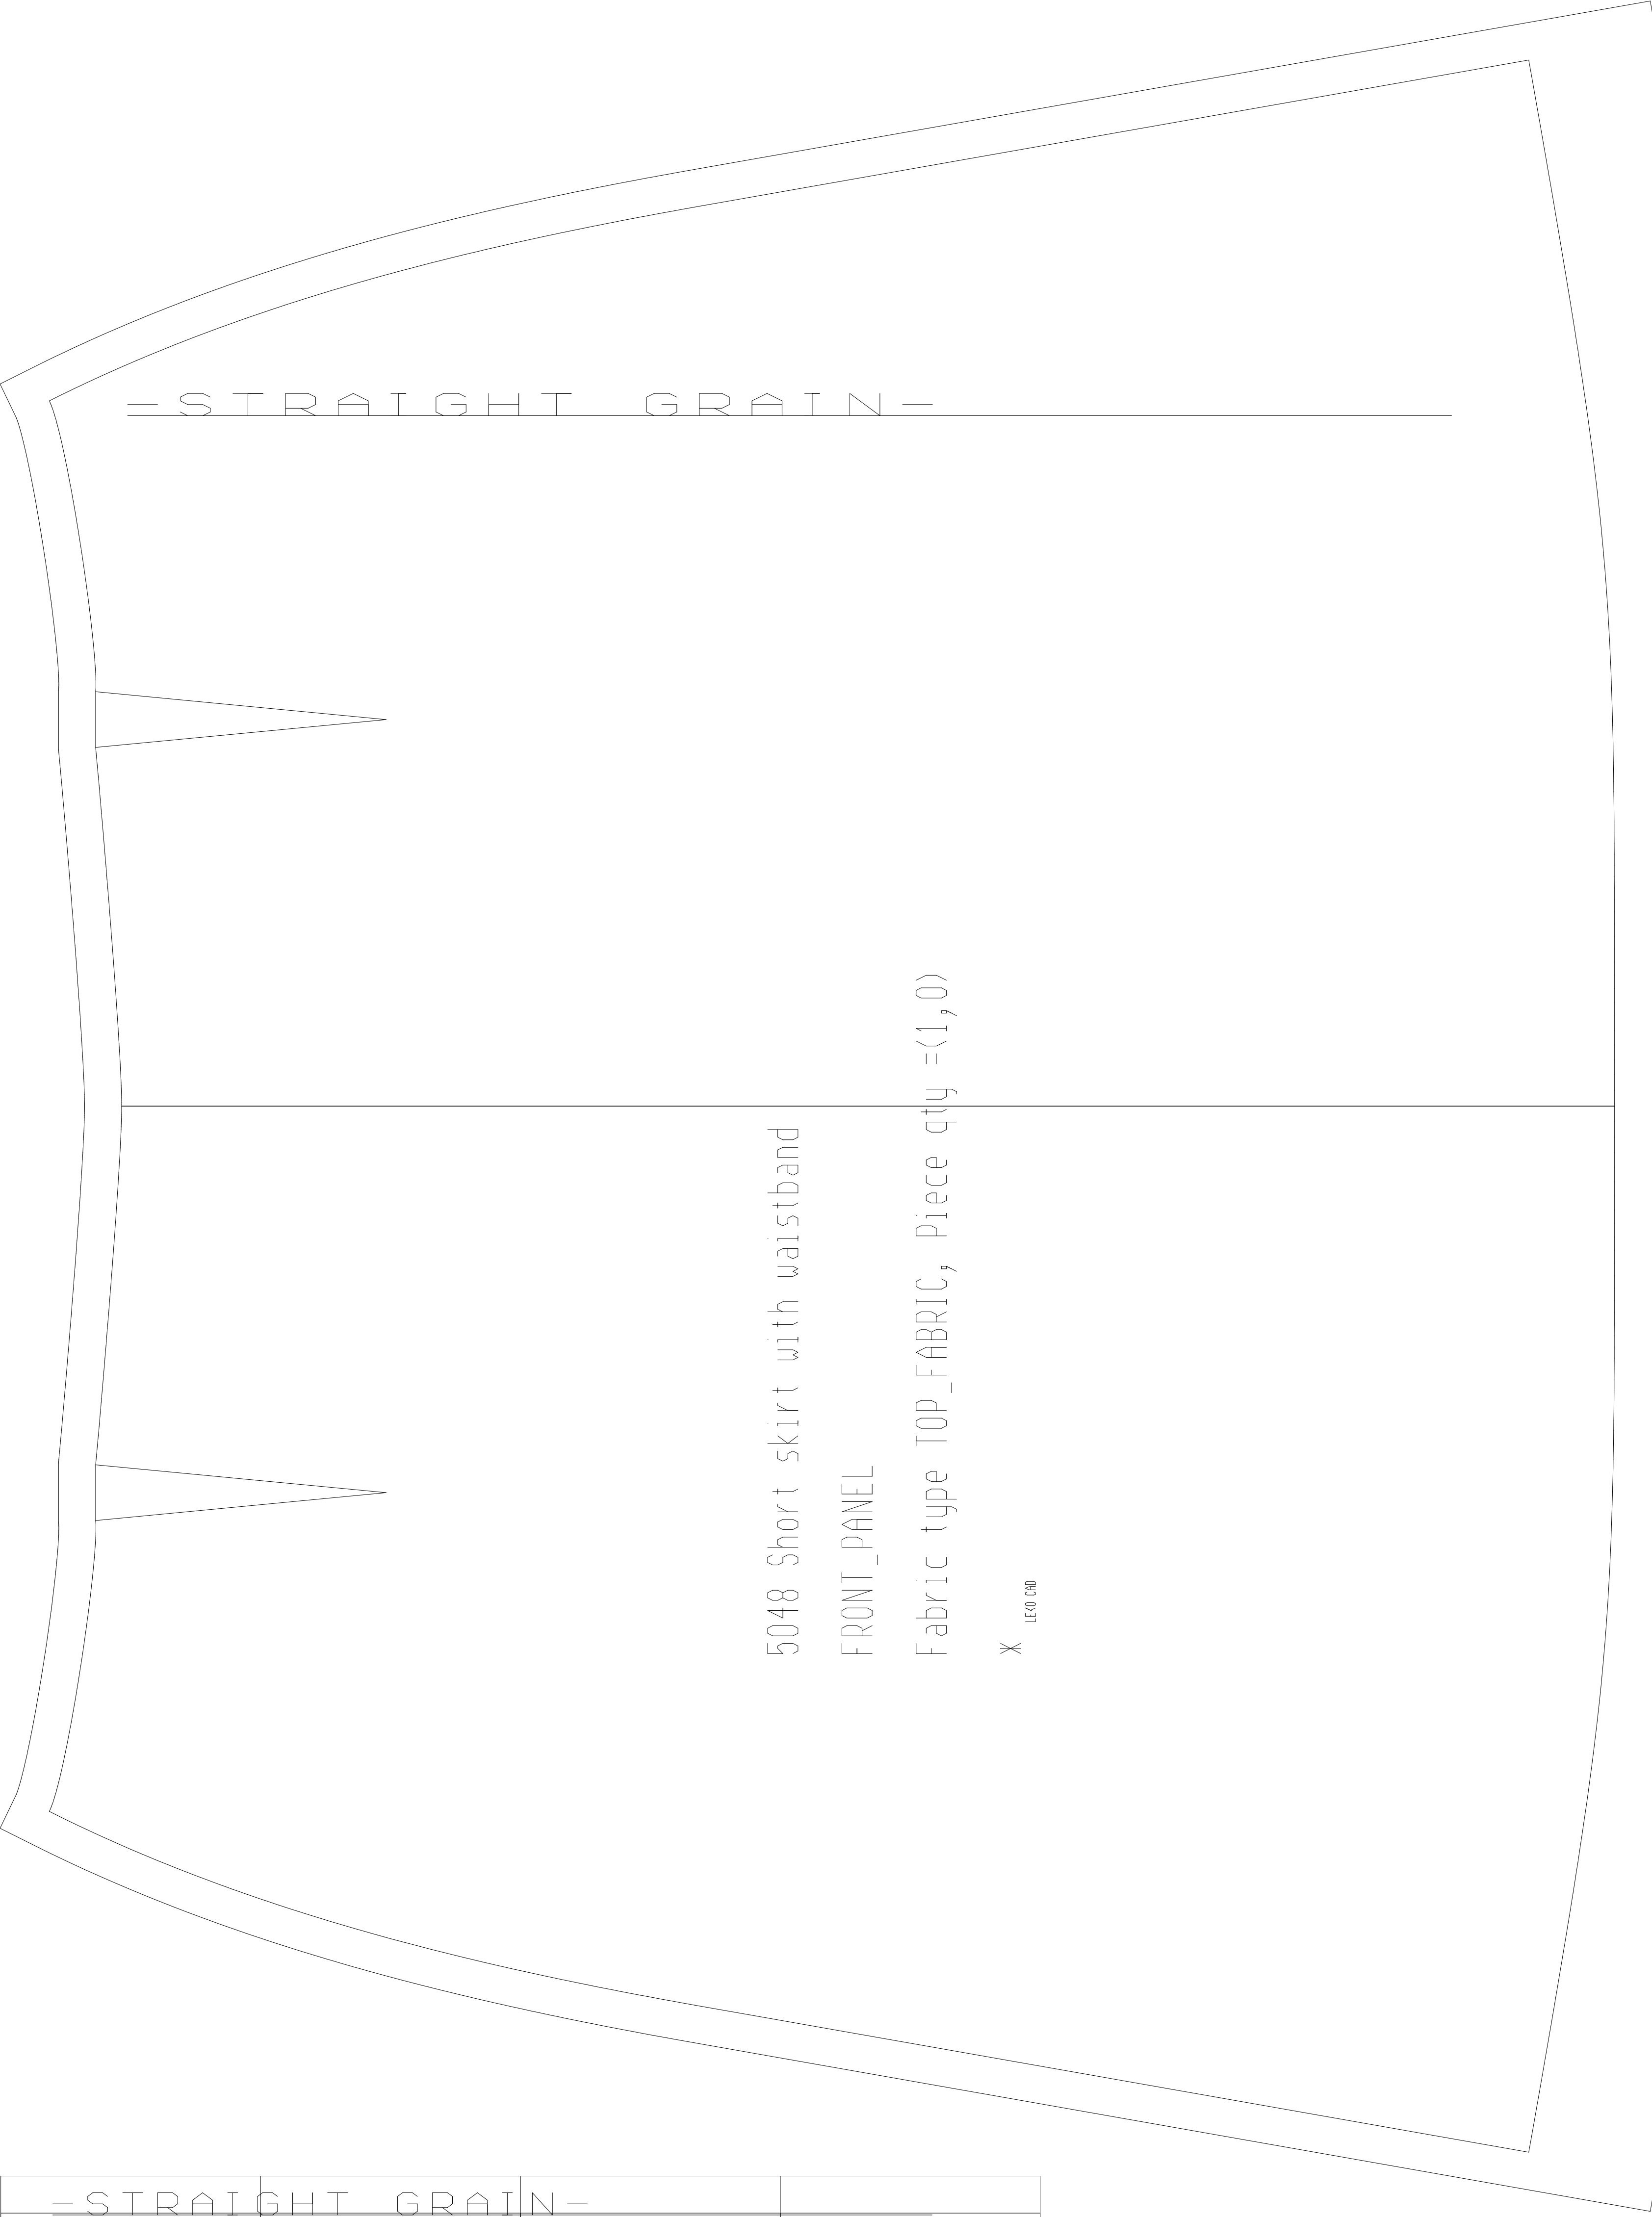 -STRAIGHT GRAIN-
5048 Short skirt with waistband
FRONT_PANEL
Fabric type TOP_FABRIC, Piece qty =(1,0)
*
LEKO CAD
-STRAIGHT GRAIN-